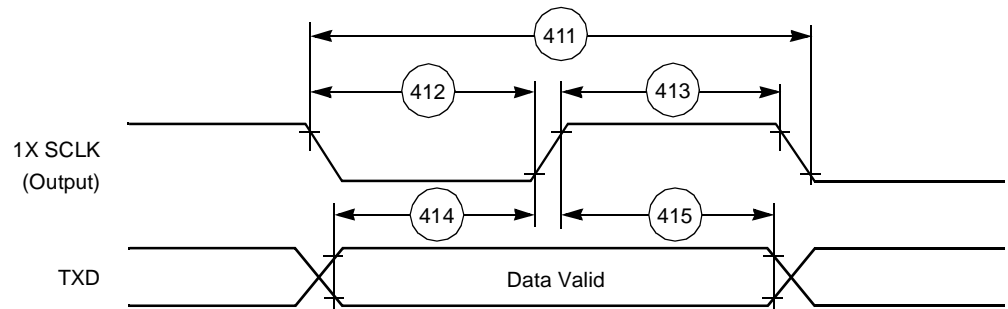 411
412
413
1X SCLK
(Output)
414
415
TXD
Data Valid